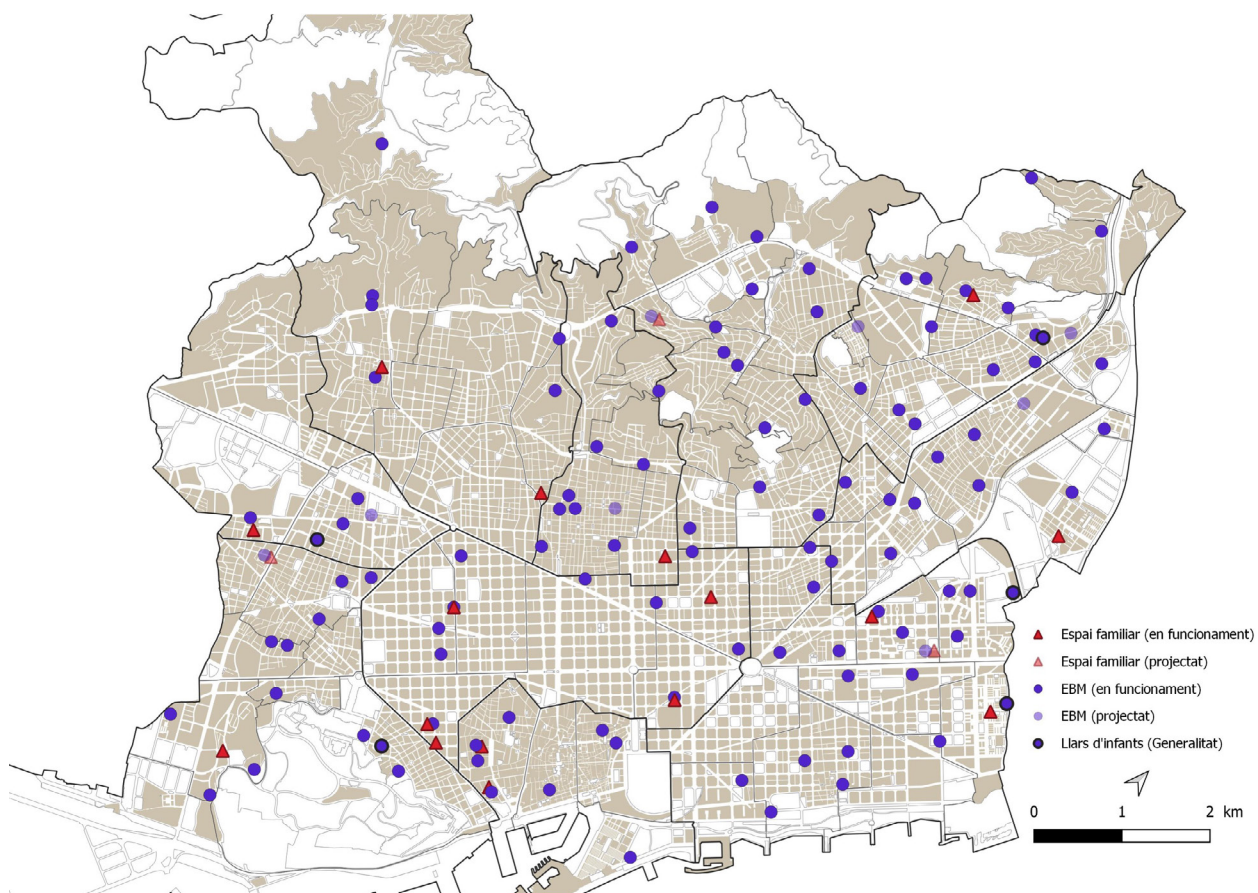 Espai familiar (en funcionament)
Espai familiar (projectat)
EBM (en funcionament)
EBM (projectat)
Llars d'infants (Generalitat)
0 1 2 km